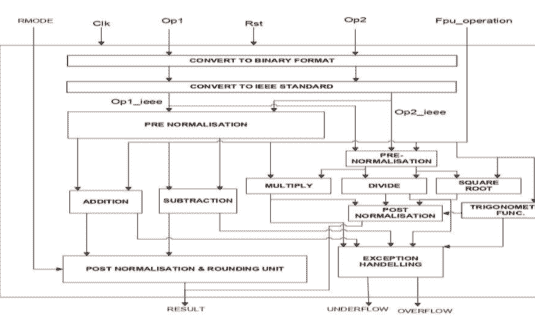 RMODE Clk Op1 Rst Op2 Fpu_operation
CONVERT TO BINARY FORMAT
CONVERT TO IEEE STANDARD
Op1_ieee Op2_ieee
PRE NORMALISATION
PRE-
NORMALISATION
MULTIPLY DIVIDE SQUARE
ROOT
ADDITION SUBTRACTION POST
NORMALISATION
TRIGONOMET
FUNC.
POST NORMALISATION & ROUNDING UNIT
EXCEPTION
HANDELLING
RESULT UNDERFLOW OVERFLOW